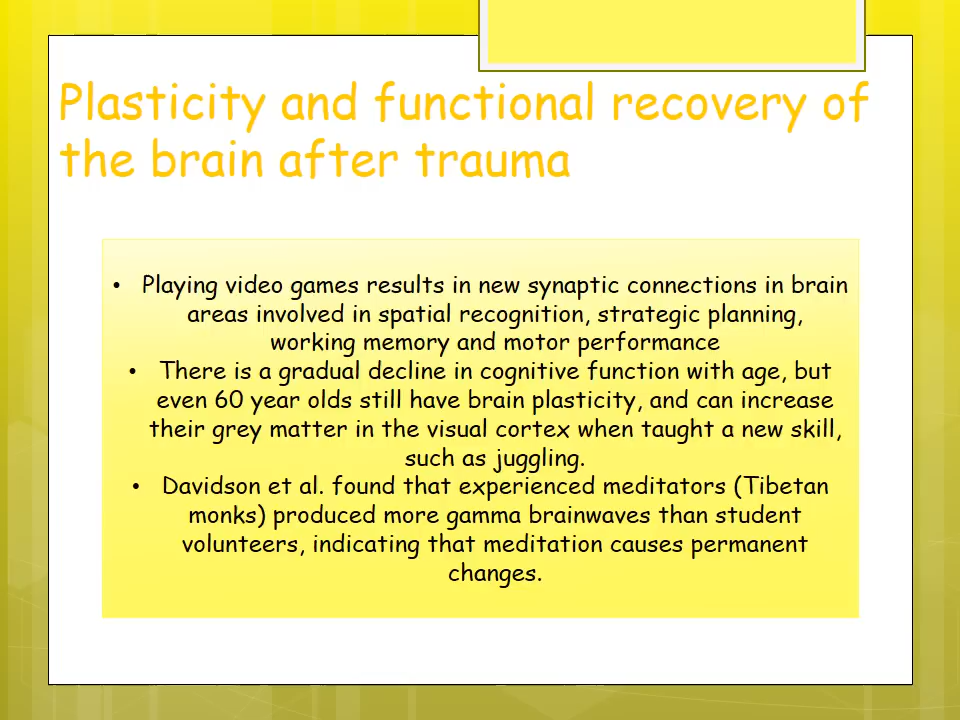 Plasticity and functional recovery of
the brain after trauma
• Playing video games results in new synaptic connections in brain
areas involved in spatial recognition, strategic planning,
working memory and motor performance
• There is a gradual decline in cognitive function with age, but
even 60 year olds still have brain plasticity, and can increase
their grey matter in the visual cortex when taught a new skill,
such as juggling.
• Davidson et al. found that experienced meditators (Tibetan
monks) produced more gamma brainwaves than student
volunteers, indicating that meditation causes permanent
changes.